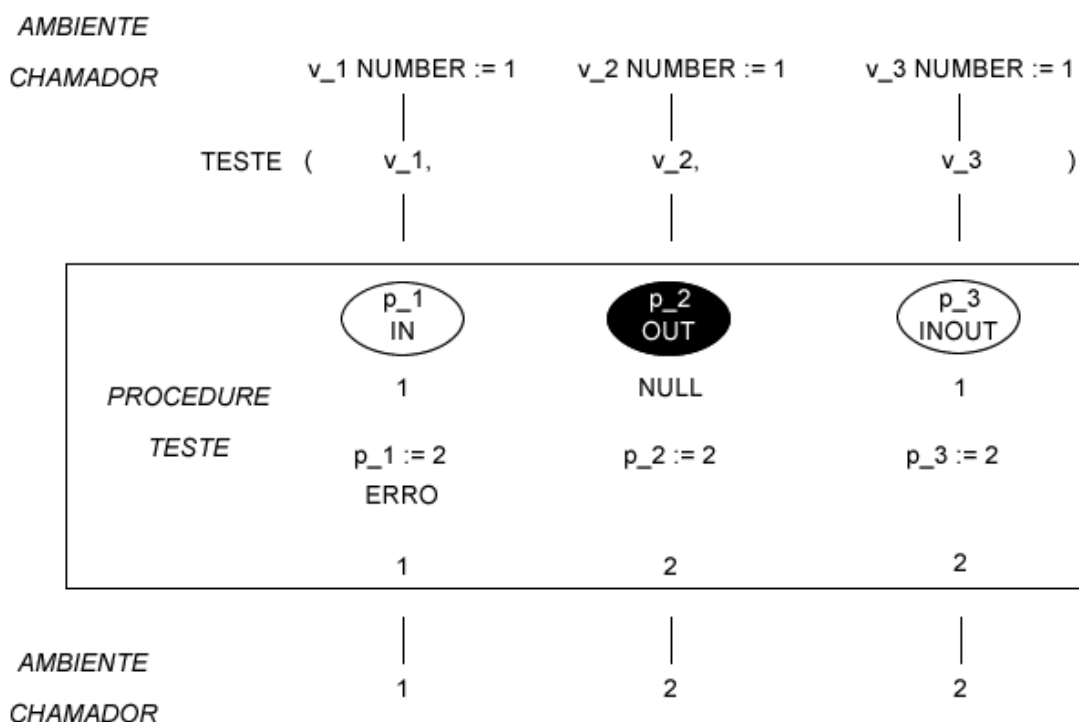 AMBIENTE
CHAMADOR v_1 NUMBER := 1 v_2 NUMBER := 1 v_3 NUMBER := 1
TESTE ( v_1, v_2, v_3 )
p_1 p_2 p_3
IN OUT INOUT
PROCEDURE 1 NULL 1
TESTE p_1 := 2 p_2 := 2 p_3 := 2
ERRO
1 2 2
AMBIENTE
CHAMADOR 1 2 2